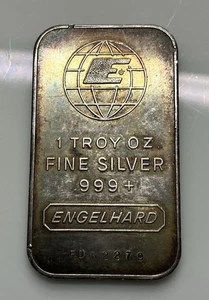 E
1 TROY OZ
FINE SILVER
.999+
ENGELHARD